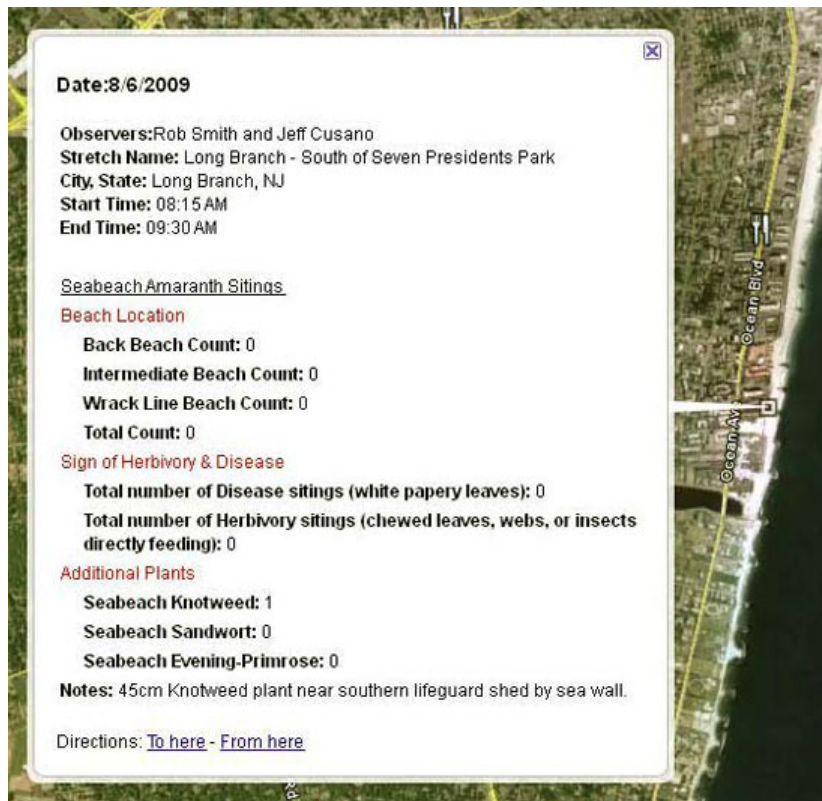 Date:8/6/2009
Observers:Rob Smith and Jeff Cusano
Stretch Name: Long Branch - South of Seven Presidents Park
City, State: Long Branch, NJ
Start Time: 08:15 AM
End Time: 09:30 AM
Seabeach Amaranth Sitings
Beach Location
Back Beach Count: 0
Intermediate Beach Count: 0
Wrack Line Beach Count: 0
Total Count: 0
Sign of Herbivory & Disease
Total number of Disease sitings (white papery leaves): 0
Total number of Herbivory sitings (chewed leaves, webs, or insects
directly feeding): 0
Additional Plants
Seabeach Knotweed: 1
Seabeach Sandwort: 0
Seabeach Evening-Primrose: 0
Notes: 45cm Knotweed plant near southern lifeguard shed by sea wall.
Directions: To here - From here
Ocean Blvd
Ocean Av